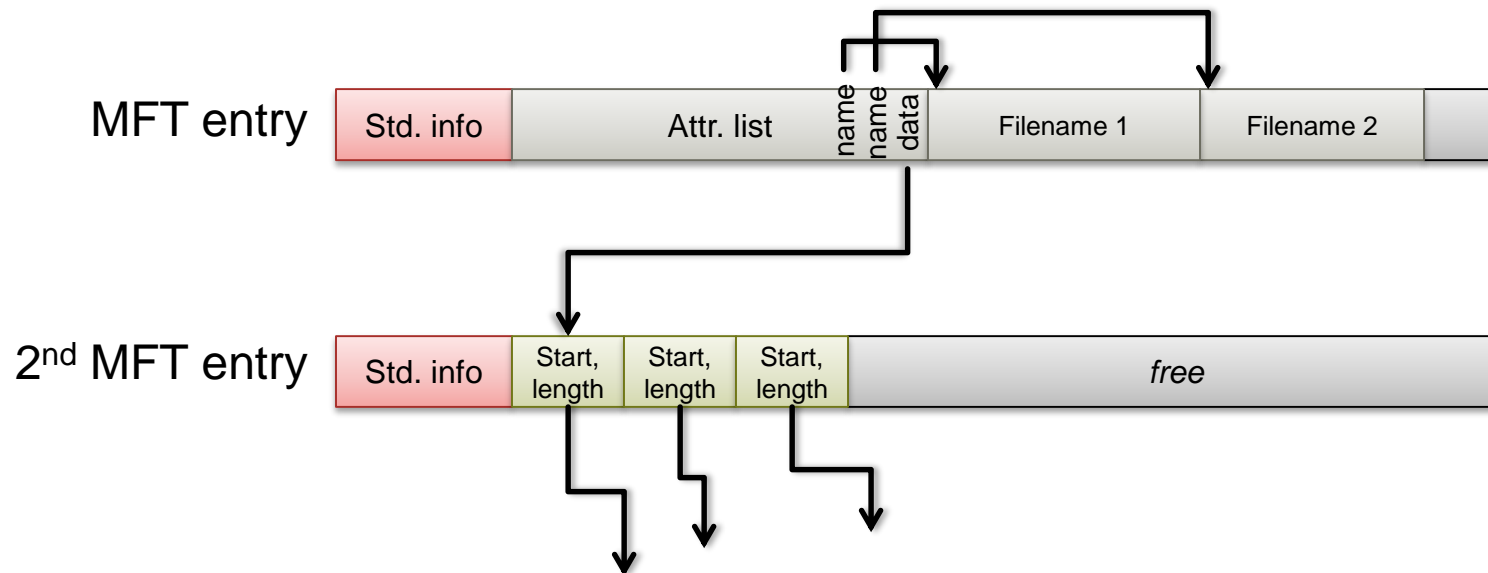 MFT entry
Std. info
Attr. list
name
name
data
Filename 1
Filename 2
2nd MFT entry
Std. info
Start,
length
Start,
length
Start,
length
free